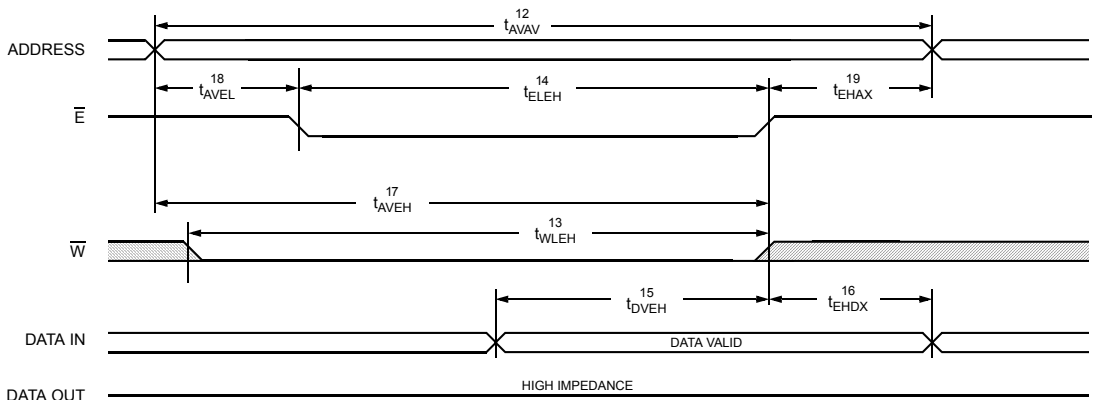 12
tAVAV
ADDRESS
18
tAVEL
14
tELEH
19
tEHAX
E
17
tAVEH
13
tWLEH
W
15
tDVEH
16
tEHDX
DATA IN
DATA VALID
HIGH IMPEDANCE
DATA OUT